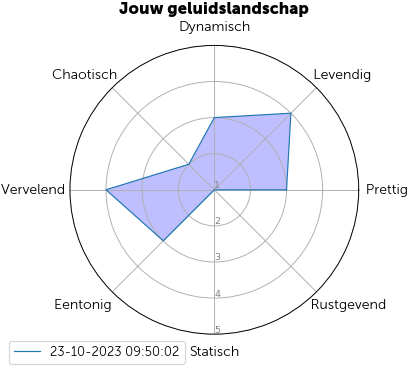 Jouw geluidslandschap
Dynamisch
Chaotisch
Levendig
Vervelend
1
Prettig
2
3
4
Eentonig
Rustgevend
5
23-10-2023 09:50:02
Statisch